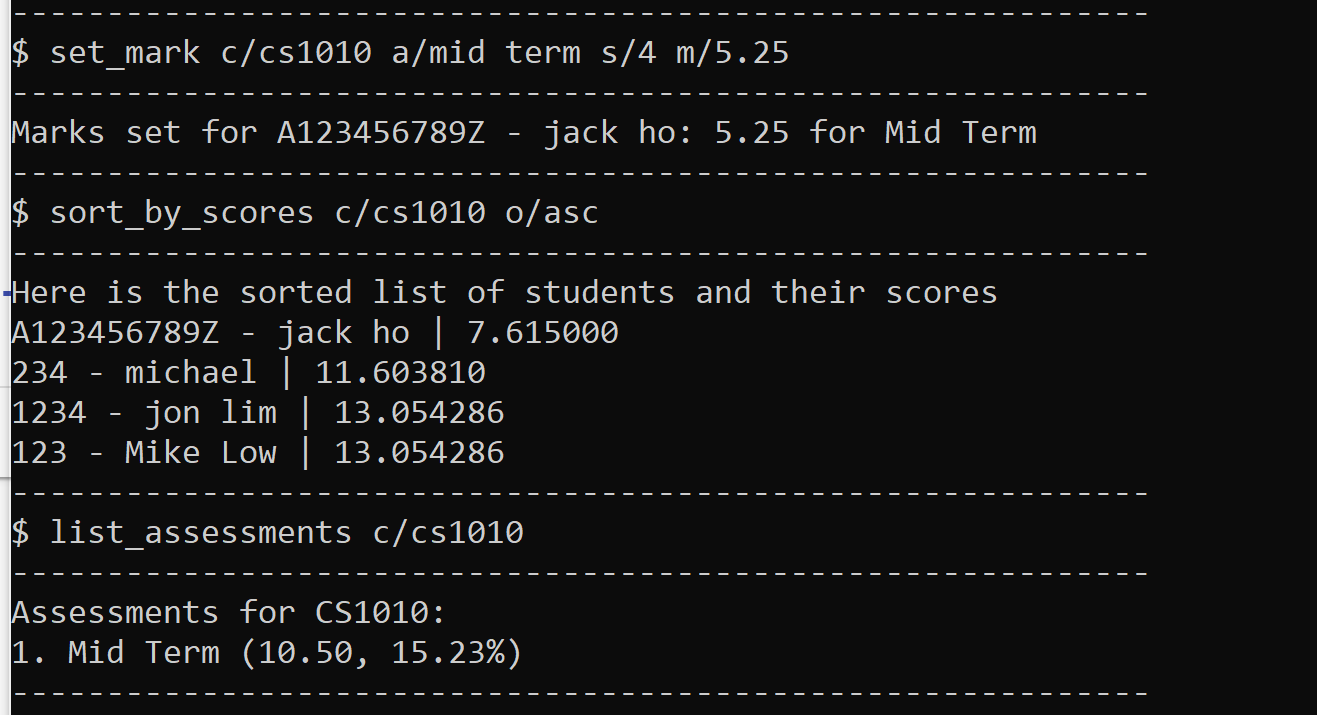 ------------------------------------------------------------
$ set_mark c/cs1010 a/mid term s/4 m/5.25
------------------------------------------------------------
Marks set for A123456789Z - jack ho: 5.25 for Mid Term
------------------------------------------------------------
$ sort_by_scores c/cs1010 o/asc
------------------------------------------------------------
Here is the sorted list of students and their scores
A123456789Z - jack ho | 7.615000
234 - michael | 11.603810
1234 - jon lim | 13.054286
123 - Mike Low | 13.054286
------------------------------------------------------------
$ list_assessments c/cs1010
------------------------------------------------------------
Assessments for CS1010:
1. Mid Term (10.50, 15.23%)
------------------------------------------------------------